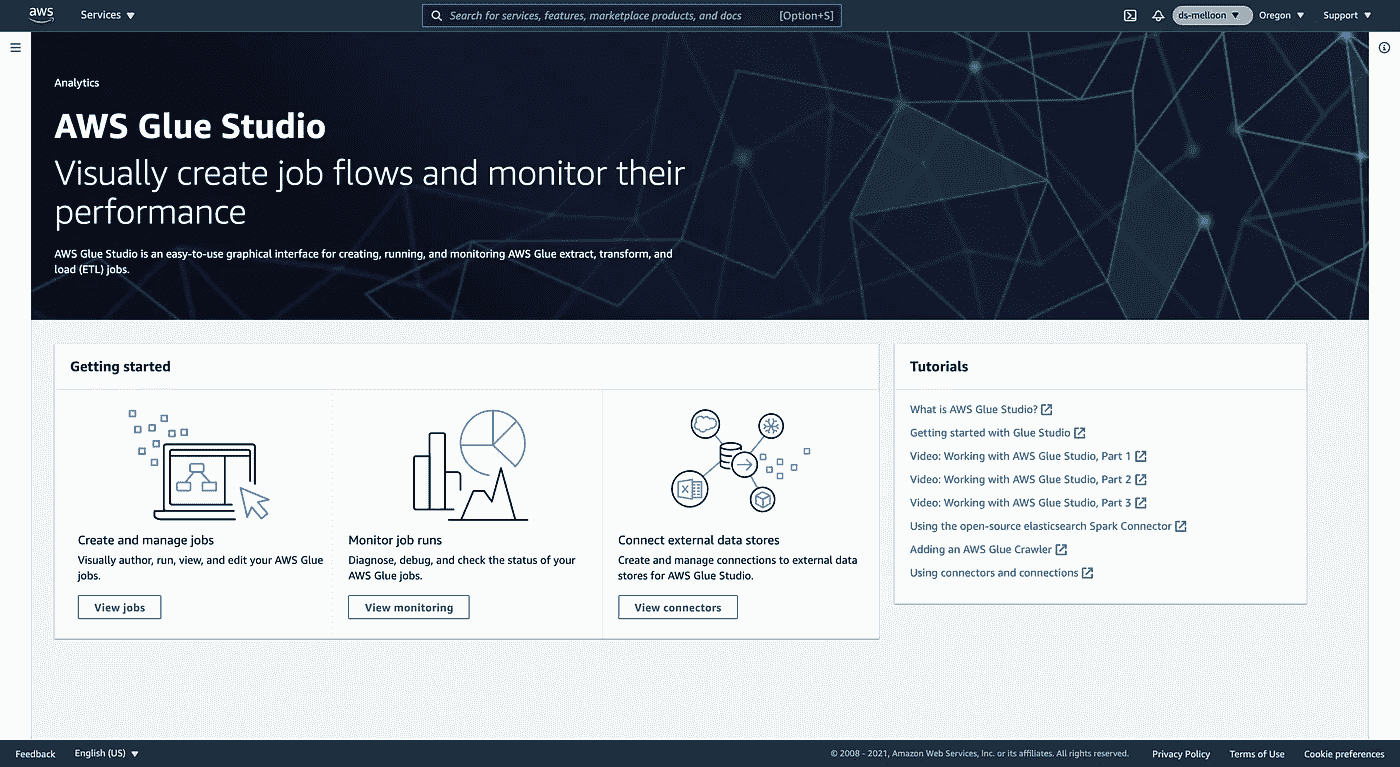 aws
Services
Search for services, features, marketplace products, and docs [Option+S]
ds-melloon
Oregon
Support
Analytics
AWS Glue Studio
Visually create job flows and monitor their
performance
AWS Glue Studio is an easy-to-use graphical interface for creating, running, and monitoring AWS Glue extract, transform, and
load (ETL) jobs.
Getting started
Create and manage jobs
Visually author, run, view, and edit your AWS Glue
jobs.
View jobs
Monitor job runs
Diagnose, debug, and check the status of your
AWS Glue jobs.
View monitoring
Connect external data stores
Create and manage connections to external data
stores for AWS Glue Studio.
View connectors
Tutorials
What is AWS Glue Studio?
Getting started with Glue Studio
Video: Working with AWS Glue Studio, Part 1
Video: Working with AWS Glue Studio, Part 2
Video: Working with AWS Glue Studio, Part 3
Using the open-source elasticsearch Spark Connector
Adding an AWS Glue Crawler
Using connectors and connections
Feedback
English (US)
© 2008 - 2021, Amazon Web Services, Inc. or its affiliates. All rights reserved.
Privacy Policy
Terms of Use
Cookie preferences